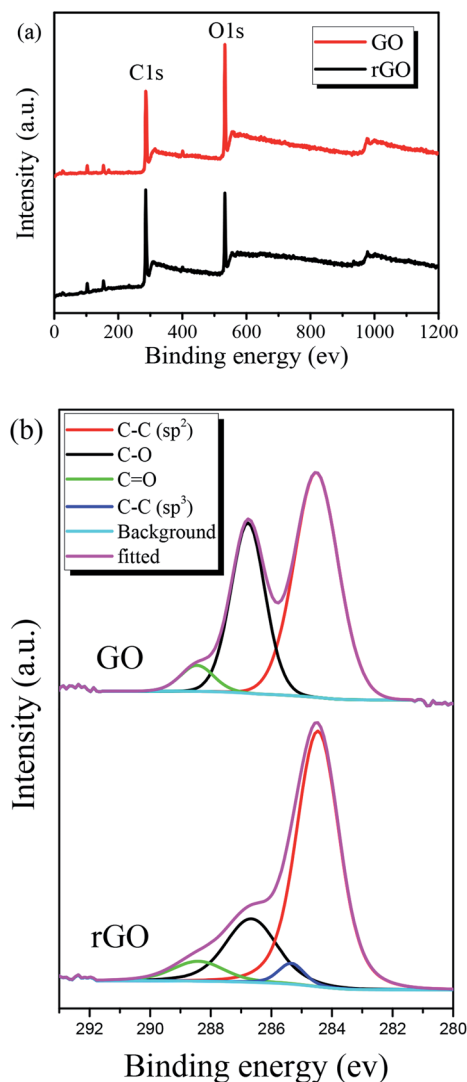 (a)
O1s
C1s
GO
rGO
Intensity (a.u.)
0 200 400 600 800 1000 1200
Binding energy (ev)
(b)
C-C (sp²)
C-O
C=O
C-C (sp³)
Background
fitted
GO
rGO
Intensity (a.u.)
292 290 288 286 284 282 280
Binding energy (ev)